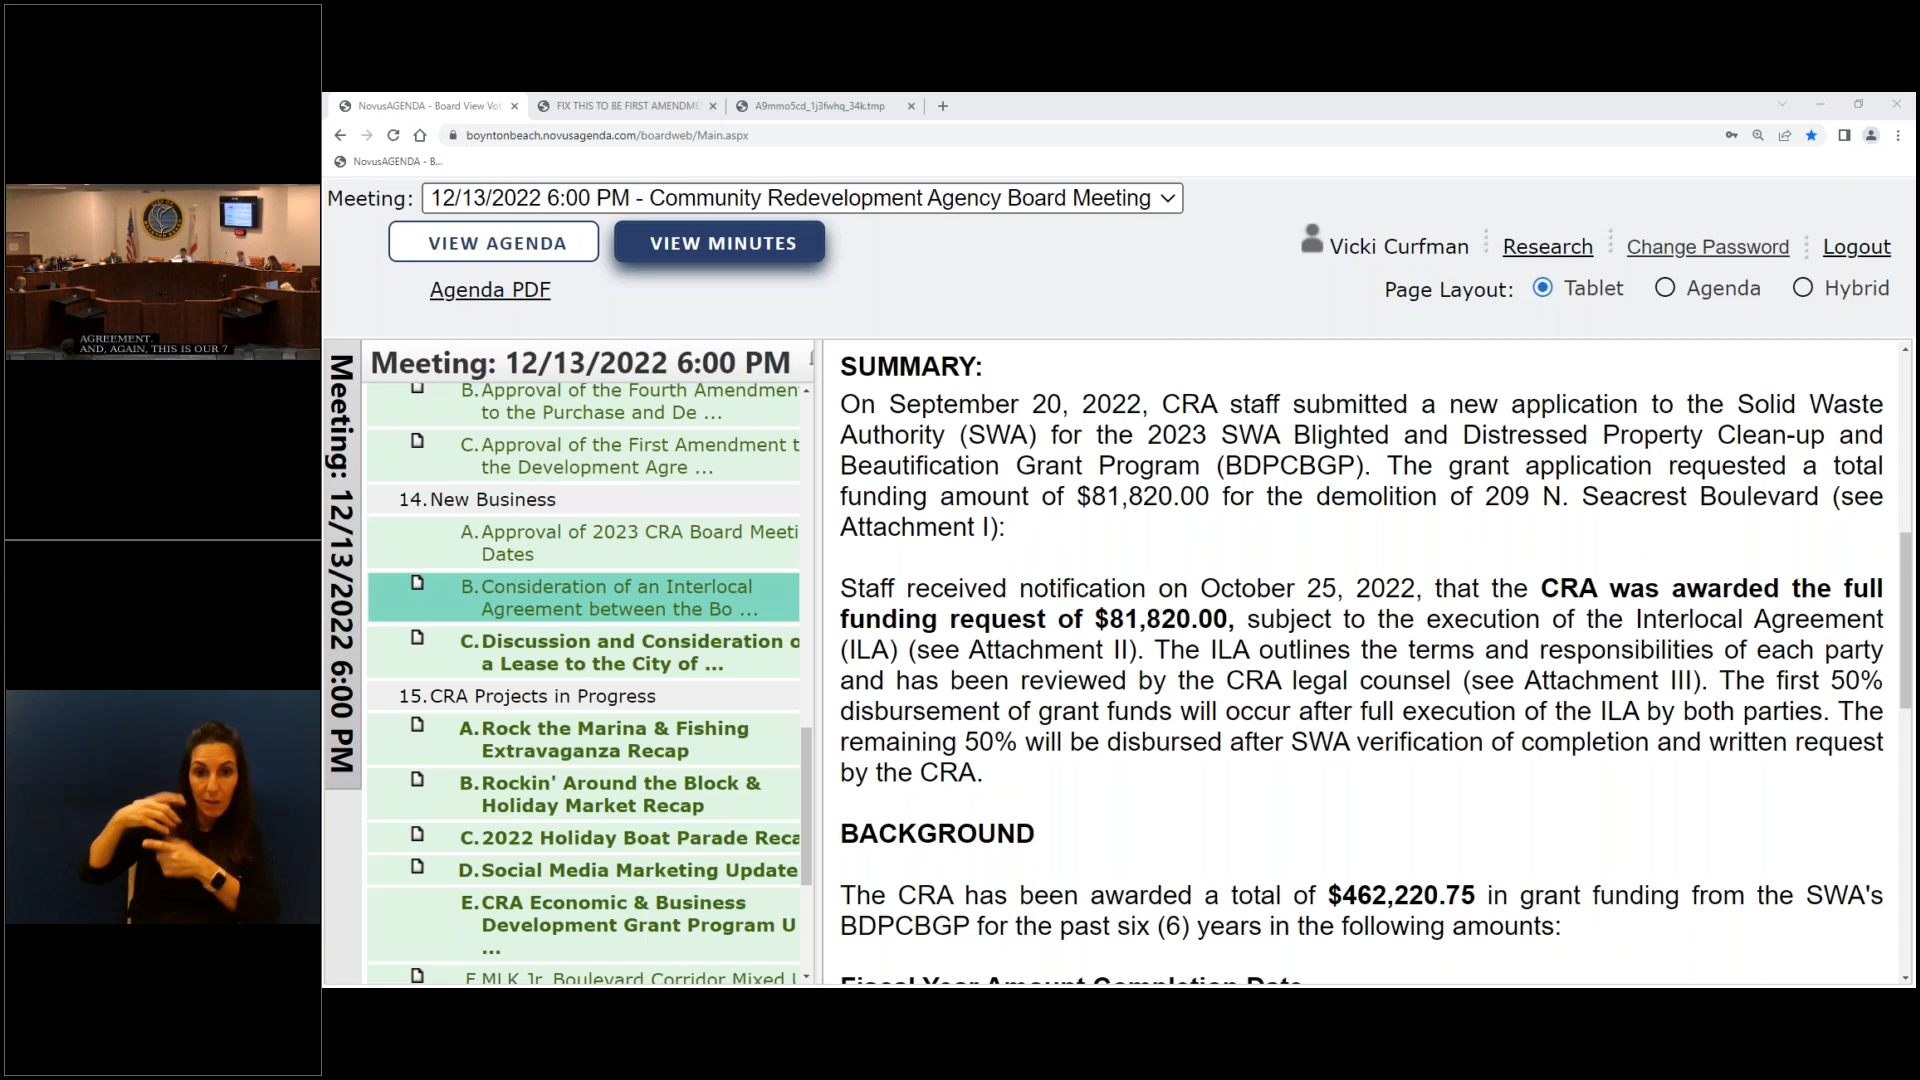 NovusAGENDA - Board View Vot
FIX THIS TO BE FIRST AMENDME
A9mmo5cd_1j3fwhq_34k.tmp
boyntonbeach.novusagenda.com/boardweb/Main.aspx
NovusAGENDA - B...
Meeting: 12/13/2022 6:00 PM - Community Redevelopment Agency Board Meeting
VIEW AGENDA
VIEW MINUTES
Agenda PDF
Vicki Curfman
Research
Change Password
Logout
Page Layout: Tablet Agenda Hybrid
AGREEMENT.
AND, AGAIN, THIS IS OUR 7
Meeting: 12/13/2022 6:00 PM
Meeting: 12/13/2022 6:00 PM
B. Approval of the Fourth Amendmen
to the Purchase and De ...
C. Approval of the First Amendment t
the Development Agre ...
14. New Business
A. Approval of 2023 CRA Board Meeti
Dates
B. Consideration of an Interlocal
Agreement between the Bo ...
C. Discussion and Consideration o
a Lease to the City of ...
15. CRA Projects in Progress
A. Rock the Marina & Fishing
Extravaganza Recap
B. Rockin' Around the Block &
Holiday Market Recap
C. 2022 Holiday Boat Parade Reca
D. Social Media Marketing Update
E. CRA Economic & Business
Development Grant Program U
...
F. MLK Jr. Boulevard Corridor Mixed U
SUMMARY:
On September 20, 2022, CRA staff submitted a new application to the Solid Waste
Authority (SWA) for the 2023 SWA Blighted and Distressed Property Clean-up and
Beautification Grant Program (BDPCBGP). The grant application requested a total
funding amount of $81,820.00 for the demolition of 209 N. Seacrest Boulevard (see
Attachment I):
Staff received notification on October 25, 2022, that the CRA was awarded the full
funding request of $81,820.00, subject to the execution of the Interlocal Agreement
(ILA) (see Attachment II). The ILA outlines the terms and responsibilities of each party
and has been reviewed by the CRA legal counsel (see Attachment III). The first 50%
disbursement of grant funds will occur after full execution of the ILA by both parties. The
remaining 50% will be disbursed after SWA verification of completion and written request
by the CRA.
BACKGROUND
The CRA has been awarded a total of $462,220.75 in grant funding from the SWA's
BDPCBGP for the past six (6) years in the following amounts:
Fiscal Year Amount Completion Date